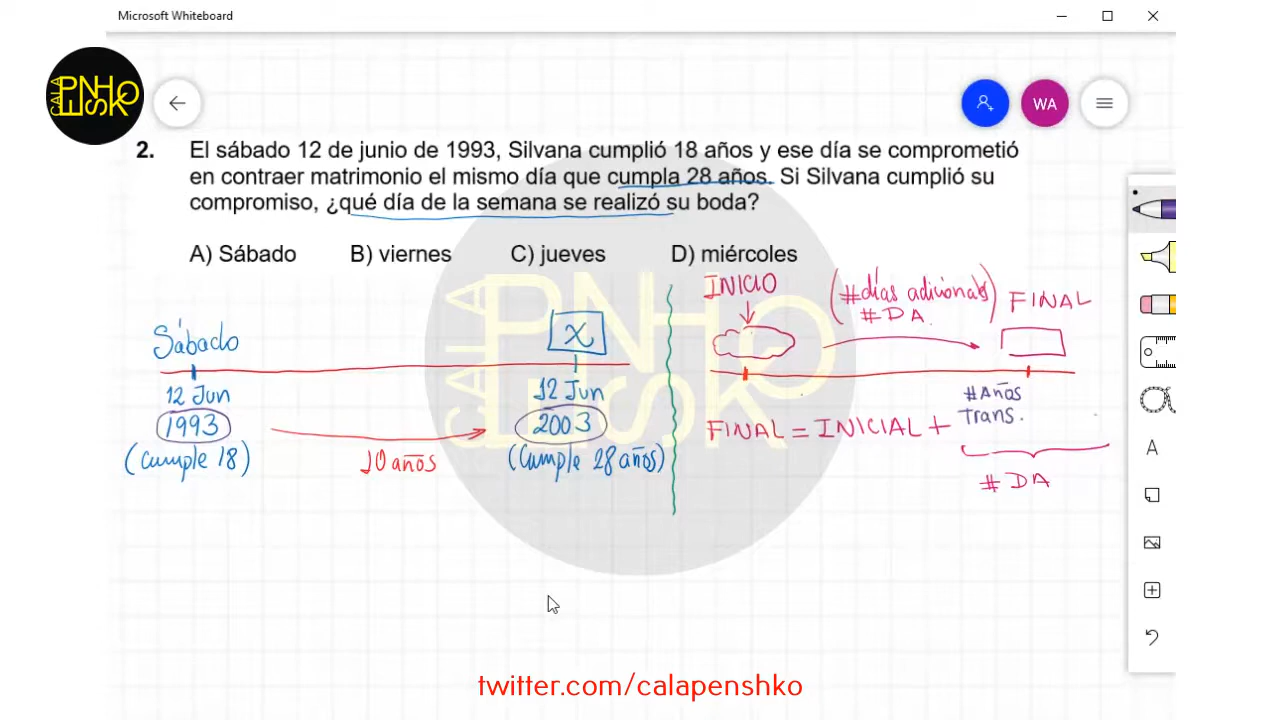 Microsoft Whiteboard
CALA
PNHO
ESK
WA
2. El sábado 12 de junio de 1993, Silvana cumplió 18 años y ese día se comprometió
en contraer matrimonio el mismo día que cumpla 28 años. Si Silvana cumplió su
compromiso, ¿qué día de la semana se realizó su boda?
A) Sábado B) viernes C) jueves D) miércoles
Sábado
x
12 Jun
12 Jun
1993
2003
(Cumple 18)
10 años
(Cumple 28 años)
INICIO
(#días adicionales)
#DA.
FINAL
#Años
Trans.
FINAL = INICIAL +
# DA
A
twitter.com/calapenshko